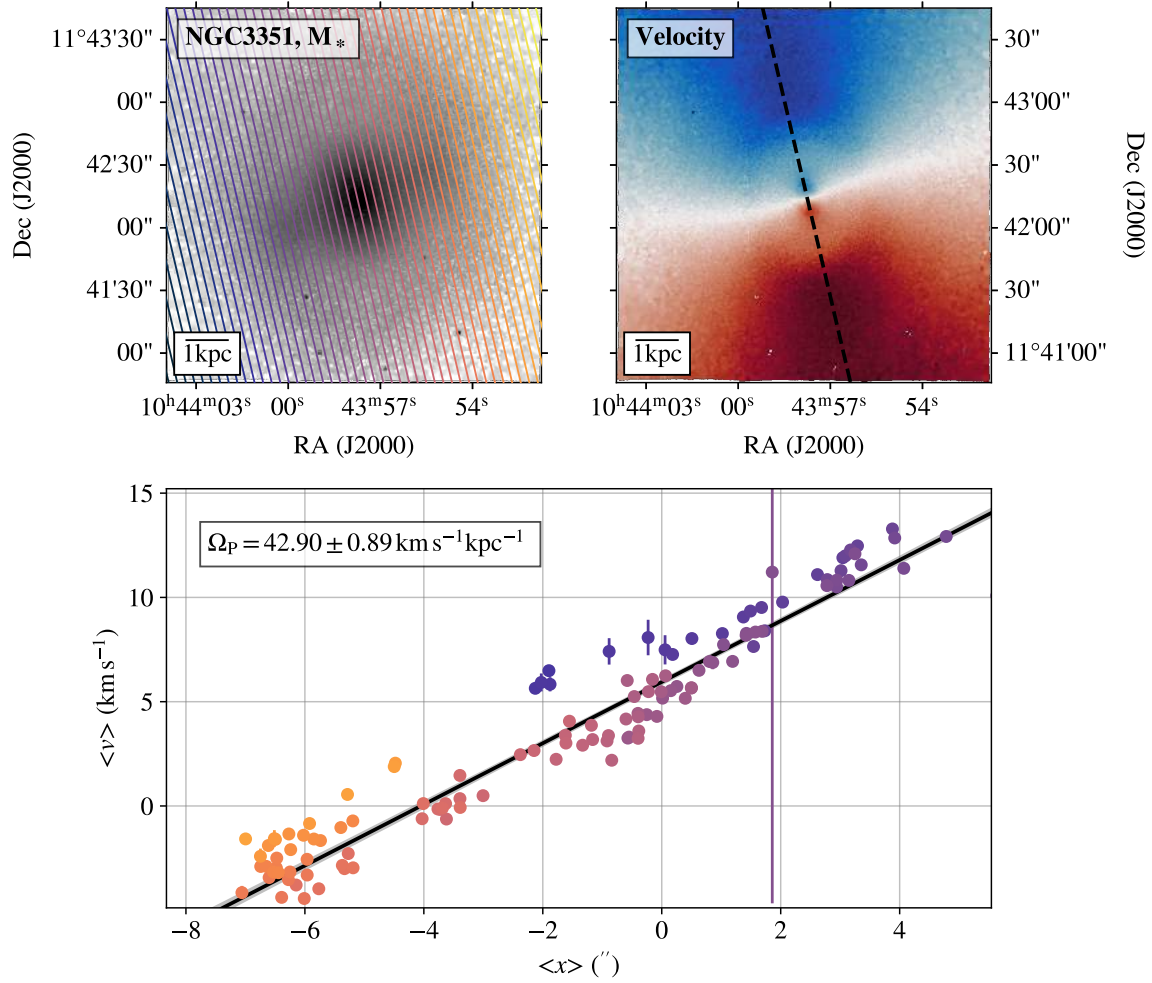 NGC3351, M*
Dec (J2000)
11°43'30"
00"
42'30"
00"
41'30"
00"
1kpc
10ʰ44ᵐ03ˢ 00ˢ 43ᵐ57ˢ 54ˢ
RA (J2000)
Velocity
30"
43'00"
30"
42'00"
30"
11°41'00"
Dec (J2000)
1kpc
10ʰ44ᵐ03ˢ 00ˢ 43ᵐ57ˢ 54ˢ
RA (J2000)
Ω_P = 42.90 ± 0.89 km s⁻¹ kpc⁻¹
<v> (km s⁻¹)
15
10
5
0
−8 −6 −4 −2 0 2 4
<x> (′′)